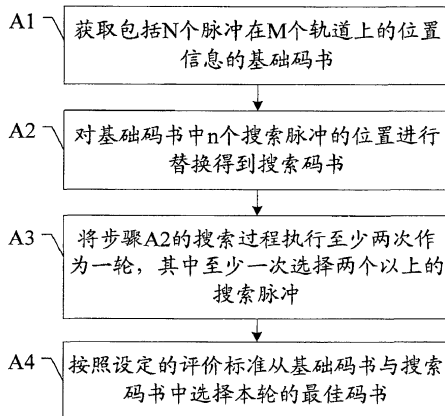 A1
获取包括N个脉冲在M个轨道上的位置
信息的基础码书
A2
对基础码书中n个搜索脉冲的位置进行
替换得到搜索码书
A3
将步骤A2的搜索过程执行至少两次作
为一轮，其中至少一次选择两个以上的
搜索脉冲
A4
按照设定的评价标准从基础码书与搜索
码书中选择本轮的最佳码书